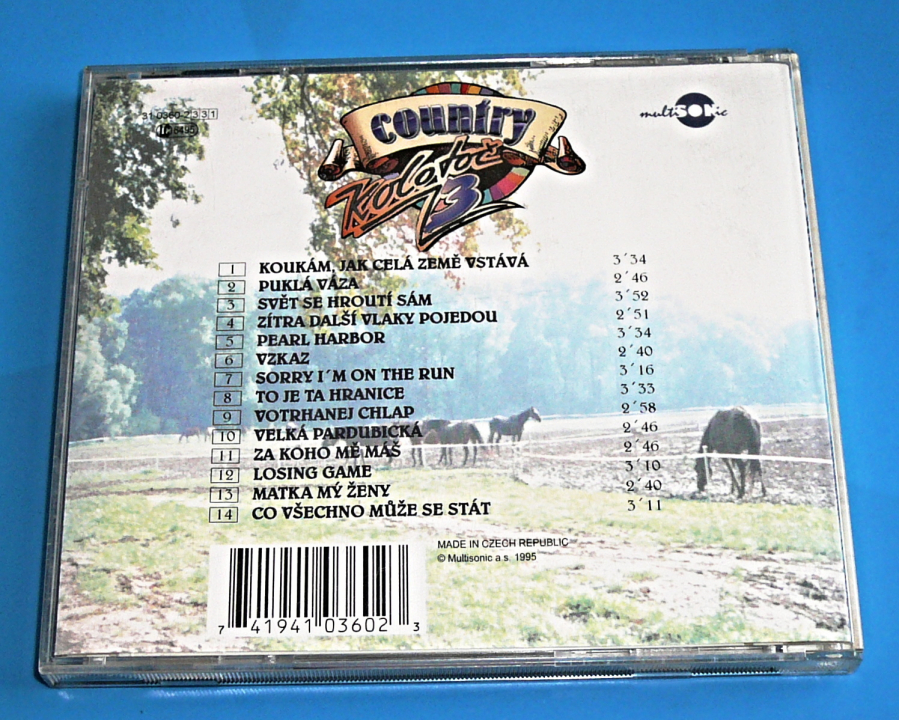 31 0360-2 331
country
Kolotoč
3
multiSONic
1 KOUKÁM, JAK CELÁ ZEMĚ VSTÁVÁ 3´34
2 PUKLÁ VÁZA 2´46
3 SVĚT SE HROUTÍ SÁM 3´52
4 ZÍTRA DALŠÍ VLAKY POJEDOU 2´51
5 PEARL HARBOR 3´34
6 VZKAZ 2´40
7 SORRY I´M ON THE RUN 3´16
8 TO JE TA HRANICE 3´33
9 VOTRHANEJ CHLAP 2´58
10 VELKÁ PARDUBICKÁ 2´46
11 ZA KOHO MĚ MÁŠ 2´46
12 LOSING GAME 3´10
13 MATKA MÝ ŽENY 2´40
14 CO VŠECHNO MŮŽE SE STÁT 3´11
MADE IN CZECH REPUBLIC
© Multisonic a.s. 1995
7 41941 03602 3